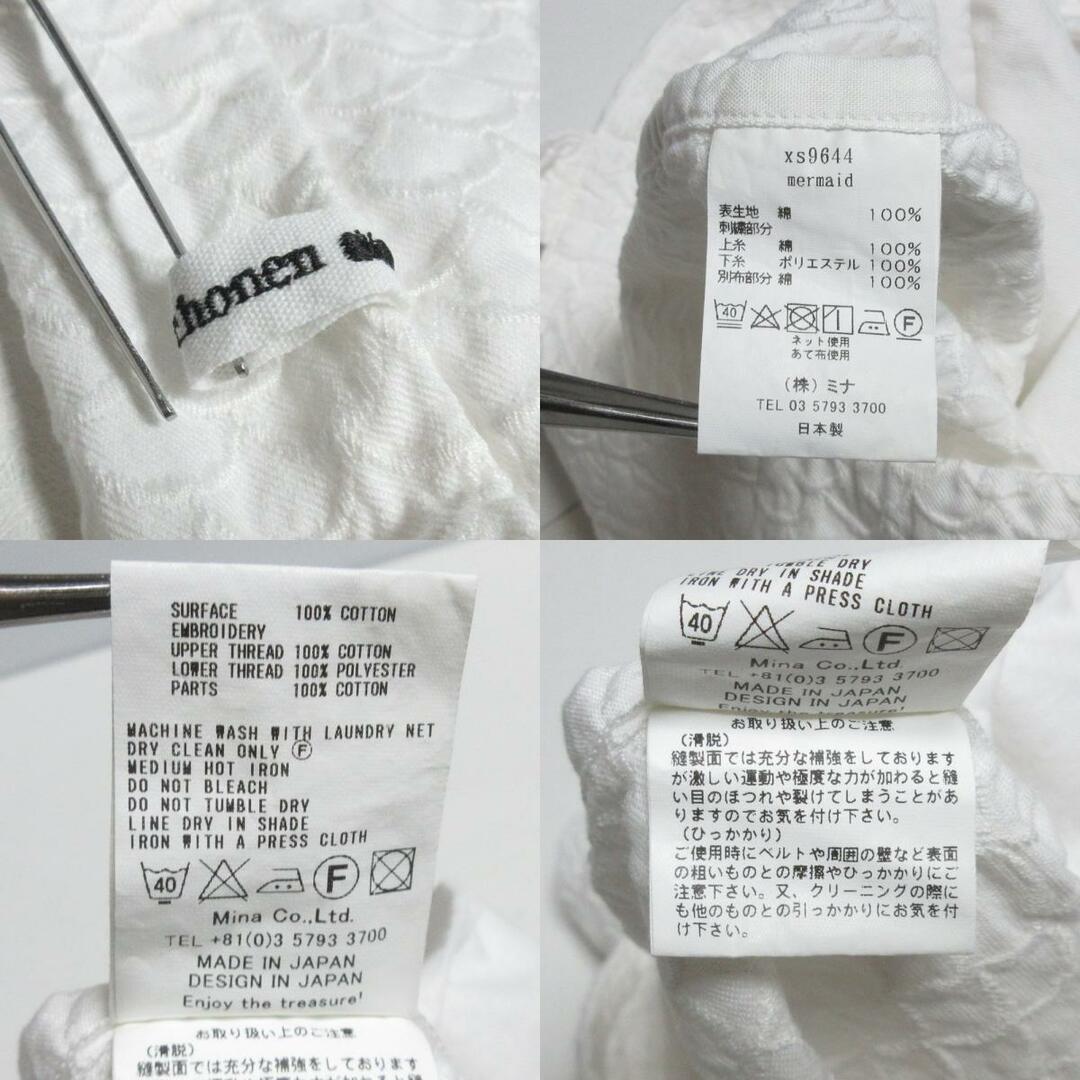 xs9644
mermaid
表生地 綿 100%
刺繍部分
上糸 綿 100%
下糸 ポリエステル 100%
別布部分 綿 100%
40
F
ネット使用
あて布使用
(株)ミナ
TEL 03 5793 3700
日本製
SURFACE 100% COTTON
EMBROIDERY
UPPER THREAD 100% COTTON
LOWER THREAD 100% POLYESTER
PARTS 100% COTTON
MACHINE WASH WITH LAUNDRY NET
DRY CLEAN ONLY Ⓕ
MEDIUM HOT IRON
DO NOT BLEACH
DO NOT TUMBLE DRY
LINE DRY IN SHADE
IRON WITH A PRESS CLOTH
40 F
Mina Co.,Ltd.
TEL +81(0)3 5793 3700
MADE IN JAPAN
DESIGN IN JAPAN
Enjoy the treasure!
お取り扱い上のご注意
(滑脱)
縫製面では充分な補強をしております
TUMBLE DRY
LINE DRY IN SHADE
IRON WITH A PRESS CLOTH
40 F
Mina Co.,Ltd.
TEL +81(0)3 5793 3700
MADE IN JAPAN
DESIGN IN JAPAN
Enjoy the treasure!
お取り扱い上のご注意
(滑脱)
縫製面では充分な補強をしております
が激しい運動や極度な力が加わると縫
い目のほつれや裂けてしまうことがあ
りますのでお気を付け下さい。
(ひっかかり)
ご使用時にベルトや周囲の壁など表面
の粗いものとの摩擦やひっかかりにご
注意下さい。又、クリーニングの際に
も他のものとの引っかかりにお気を付
け下さい。